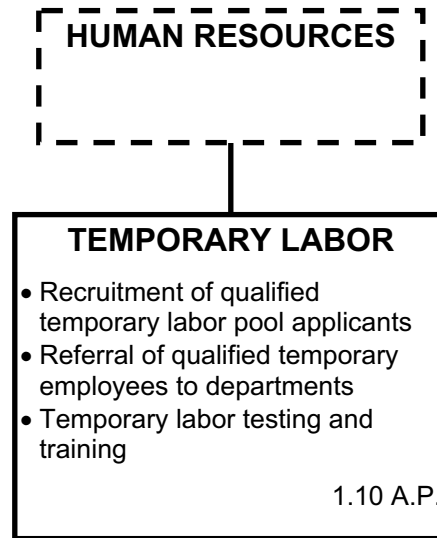 HUMAN RESOURCES
TEMPORARY LABOR
• Recruitment of qualified
temporary labor pool applicants
• Referral of qualified temporary
employees to departments
• Temporary labor testing and
training
1.10 A.P.